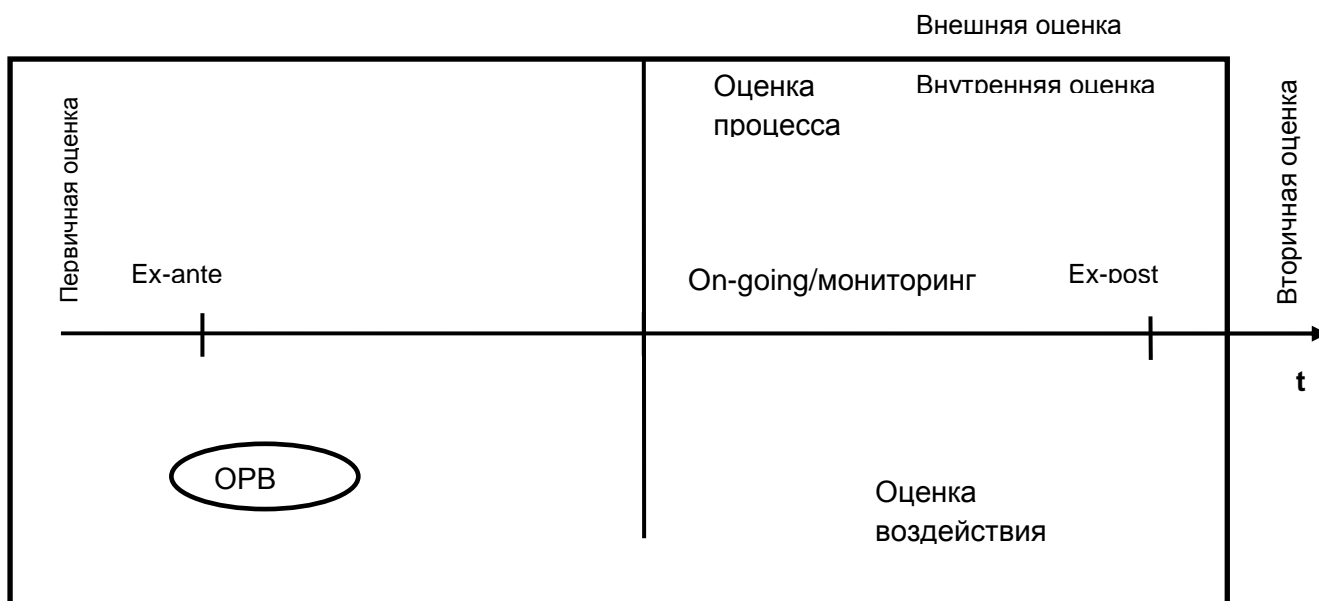 Внешняя оценка
Первичная оценка
Оценка
процесса
Внутренняя оценка
Вторичная оценка
Ex-ante
On-going/мониторинг
Ex-post
t
ОРВ
Оценка
воздействия